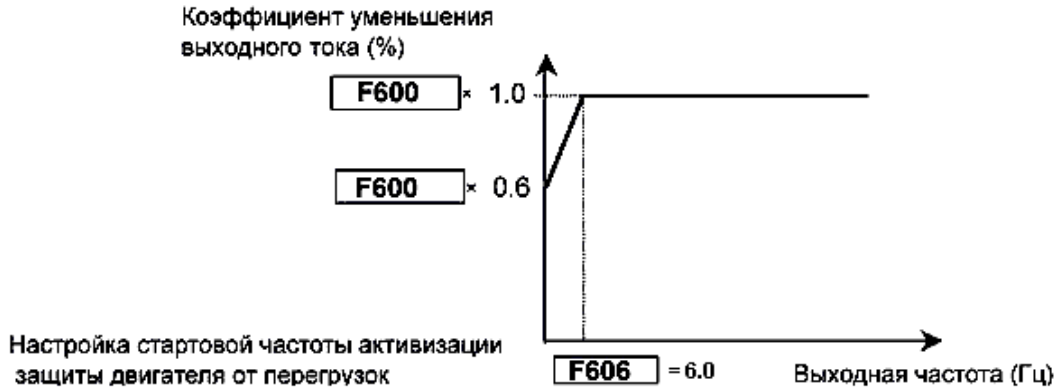 Коэффициент уменьшения
выходного тока (%)
F600 × 1.0
F600 × 0.6
Настройка стартовой частоты активизации
защиты двигателя от перегрузок
F606 = 6.0
Выходная частота (Гц)